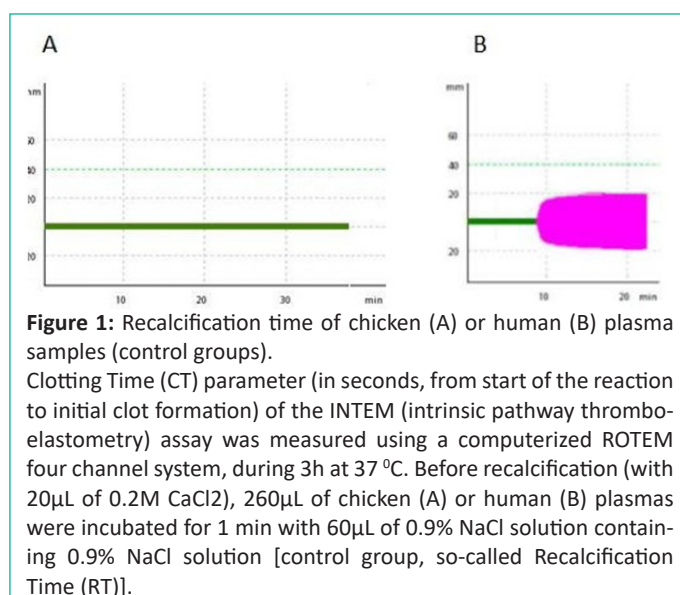 A
B
mm
60
40
20
20
10
20
30
min
mm
60
40
20
20
10
20
min
Figure 1: Recalcification time of chicken (A) or human (B) plasma
samples (control groups).
Clotting Time (CT) parameter (in seconds, from start of the reaction
to initial clot formation) of the INTEM (intrinsic pathway thrombo-
elastometry) assay was measured using a computerized ROTEM
four channel system, during 3h at 37 ⁰C. Before recalcification (with
20µL of 0.2M CaCl2), 260µL of chicken (A) or human (B) plasmas
were incubated for 1 min with 60µL of 0.9% NaCl solution contain-
ing 0.9% NaCl solution [control group, so-called Recalcification
Time (RT)].